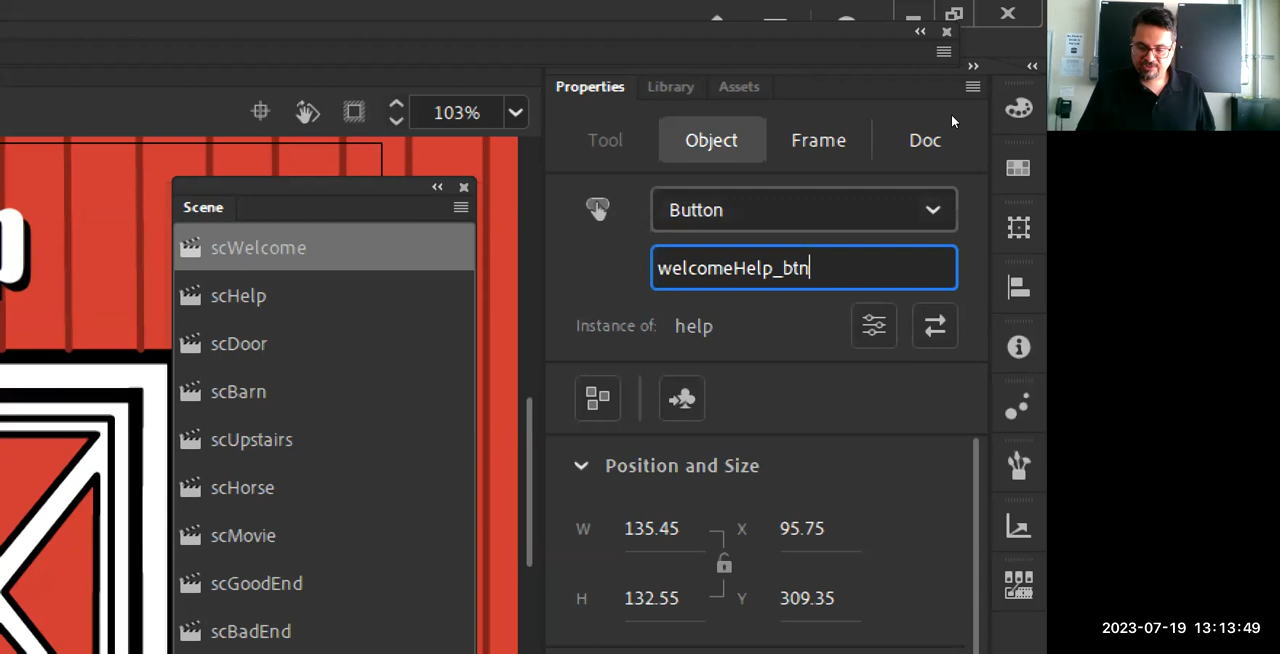 Properties Library Assets
103%
Tool Object Frame Doc
Button
welcomeHelp_btn
Instance of: help
Position and Size
W 135.45 X 95.75
H 132.55 Y 309.35
Scene
scWelcome
scHelp
scDoor
scBarn
scUpstairs
scHorse
scMovie
scGoodEnd
scBadEnd
2023-07-19 13:13:49